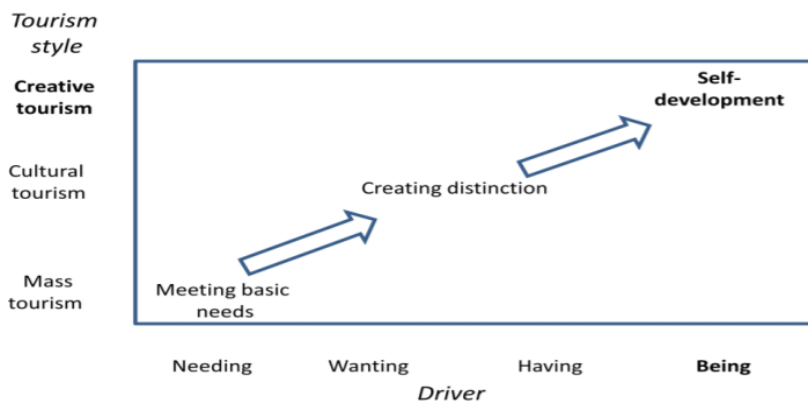 Tourism
style
Creative
tourism
Self-
development
Cultural
tourism
Creating distinction
Mass
tourism
Meeting basic
needs
Needing Wanting Having Being
Driver